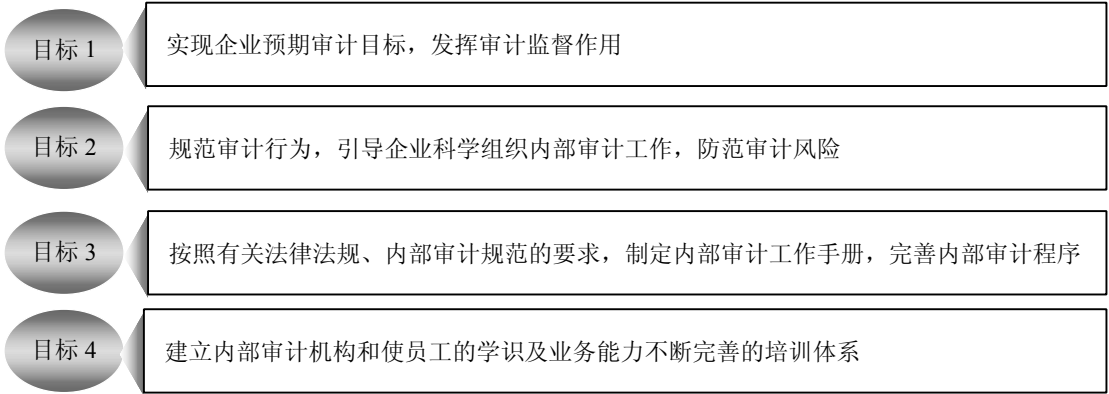 目标 1
实现企业预期审计目标，发挥审计监督作用
目标 2
规范审计行为，引导企业科学组织内部审计工作，防范审计风险
目标 3
按照有关法律法规、内部审计规范的要求，制定内部审计工作手册，完善内部审计程序
目标 4
建立内部审计机构和使员工的学识及业务能力不断完善的培训体系